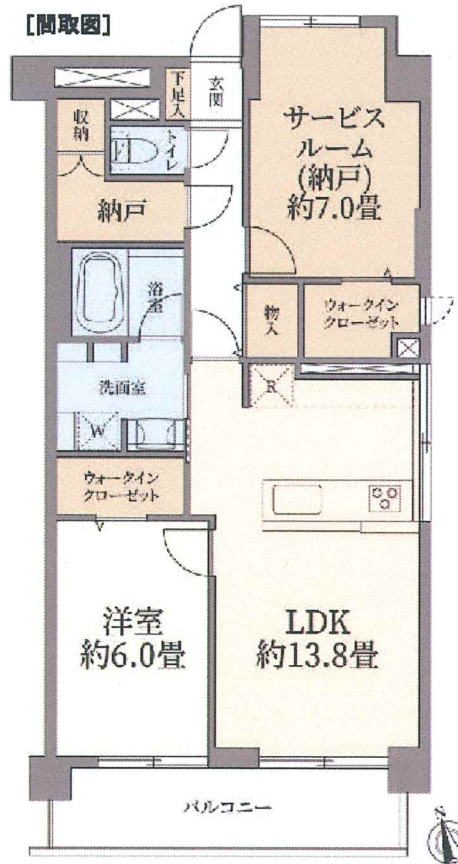 [間取図]
下足入
玄関
収納
トイレ
サービス
ルーム
(納戸)
約7.0畳
納戸
浴室
物入
ウォークイン
クローゼット
洗面室
W
R
ウォークイン
クローゼット
洋室
約6.0畳
LDK
約13.8畳
バルコニー
N